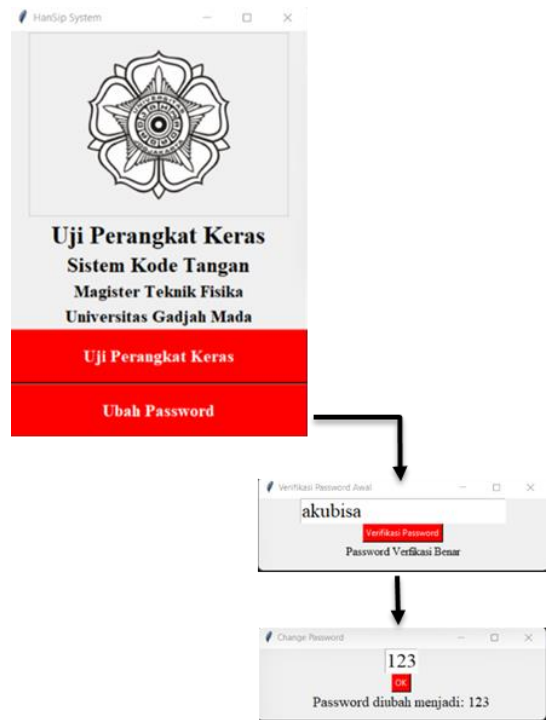 HanSip System
Uji Perangkat Keras
Sistem Kode Tangan
Magister Teknik Fisika
Universitas Gadjah Mada
Uji Perangkat Keras
Ubah Password
Verifikasi Password Awal
akubisa
Verifikasi Password
Password Verfikasi Benar
Change Password
123
OK
Password diubah menjadi: 123